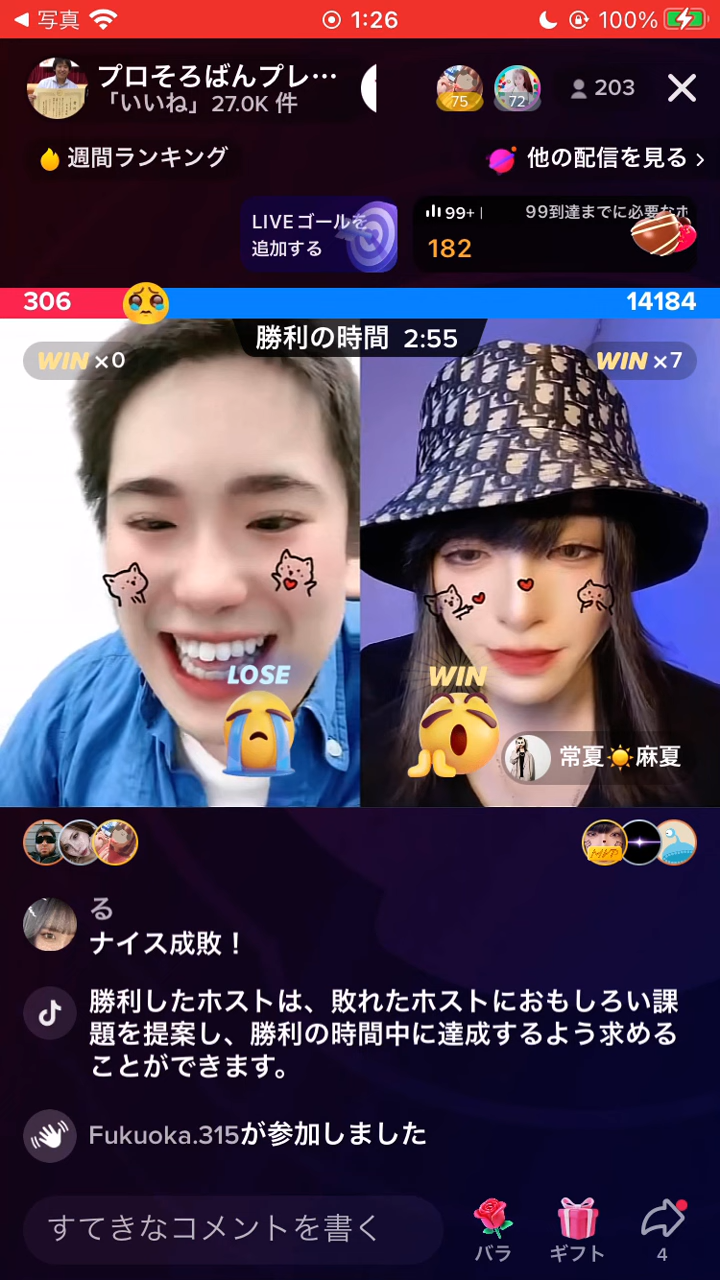 写真
1:26
100%
プロそろばんプレ…
「いいね」27.0K 件
75
72
203
週間ランキング
他の配信を見る
LIVEゴールを
追加する
99+
99到達までに必要なホ
182
306
14184
勝利の時間 2:55
WIN ×0
WIN ×7
LOSE
WIN
常夏☀️麻夏
る
ナイス成敗！
勝利したホストは、敗れたホストにおもしろい課
題を提案し、勝利の時間中に達成するよう求める
ことができます。
Fukuoka.315が参加しました
すてきなコメントを書く
バラ
ギフト
4